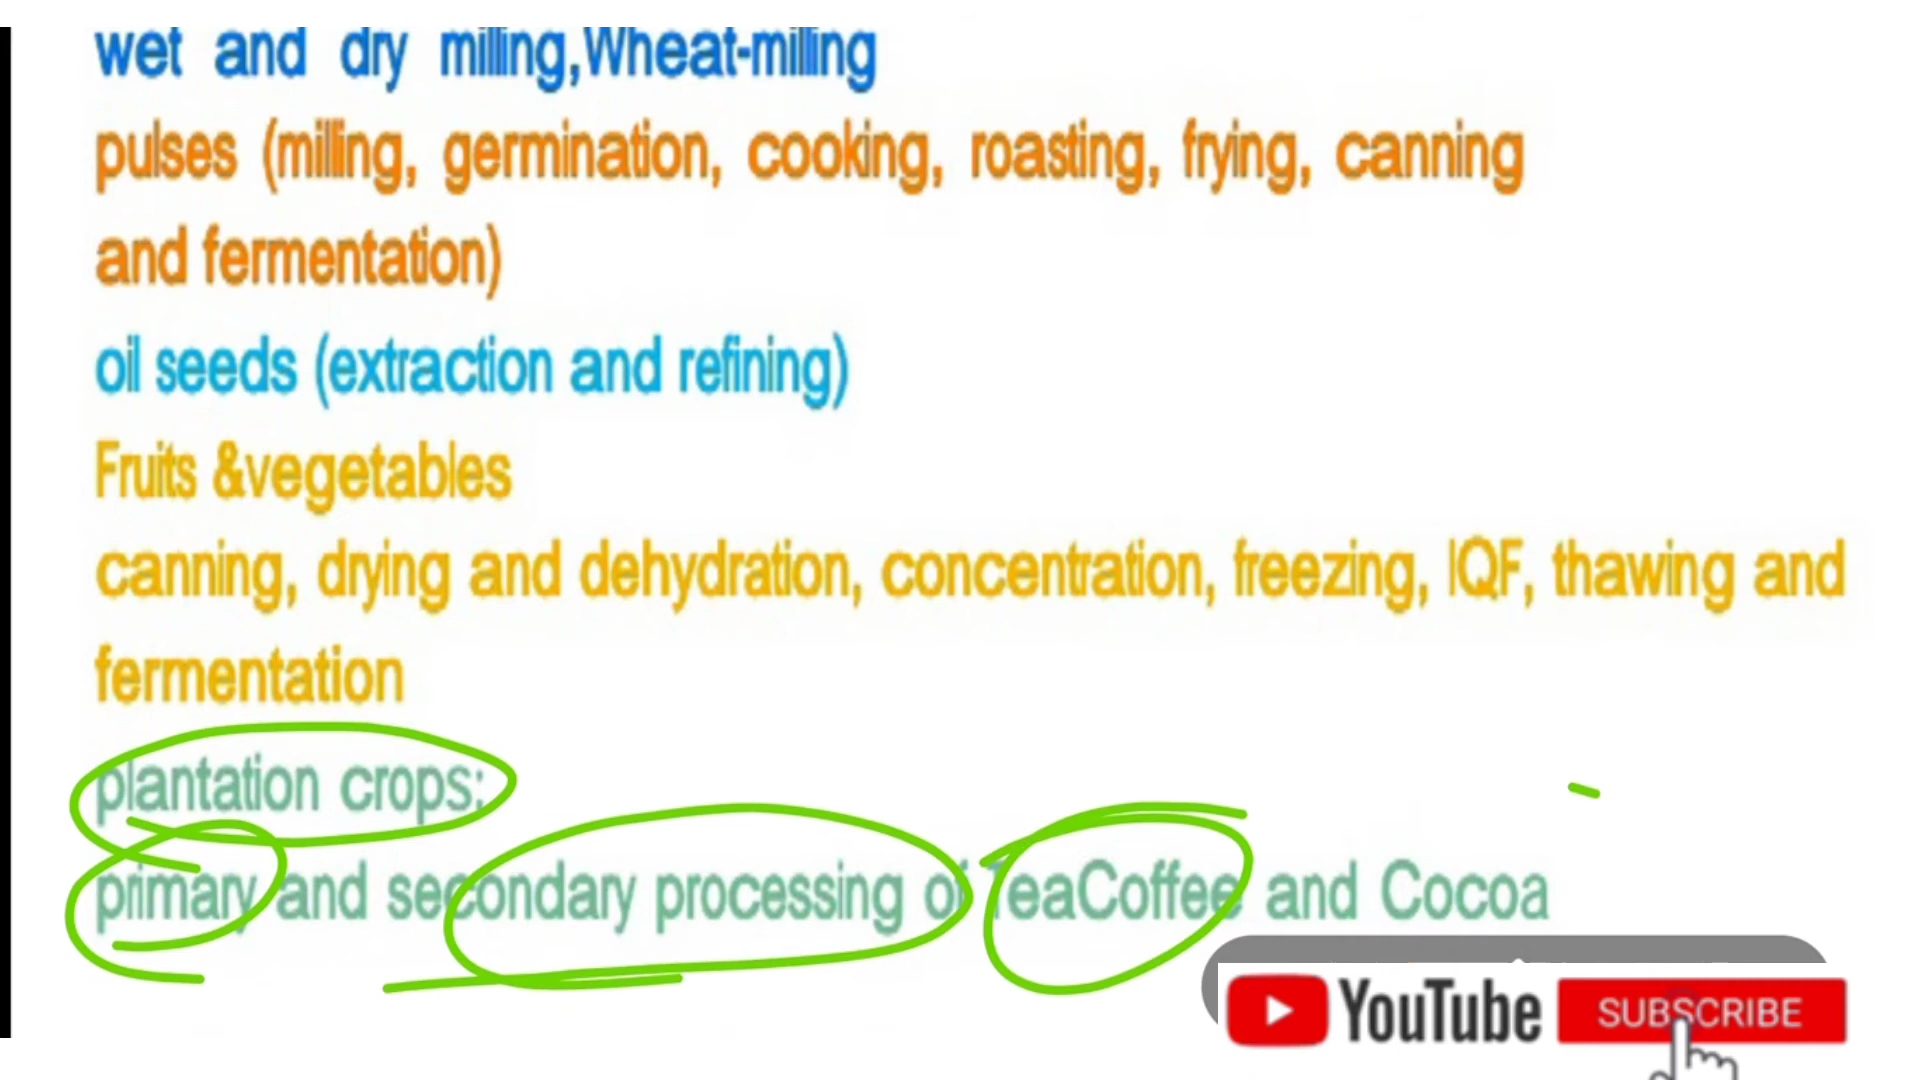 wet and dry milling,Wheat-milling
pulses (milling, germination, cooking, roasting, frying, canning
and fermentation)
oil seeds (extraction and refining)
Fruits &vegetables
canning, drying and dehydration, concentration, freezing, IQF, thawing and
fermentation
plantation crops:
primary and secondary processing of TeaCoffee and Cocoa
YouTube SUBSCRIBE